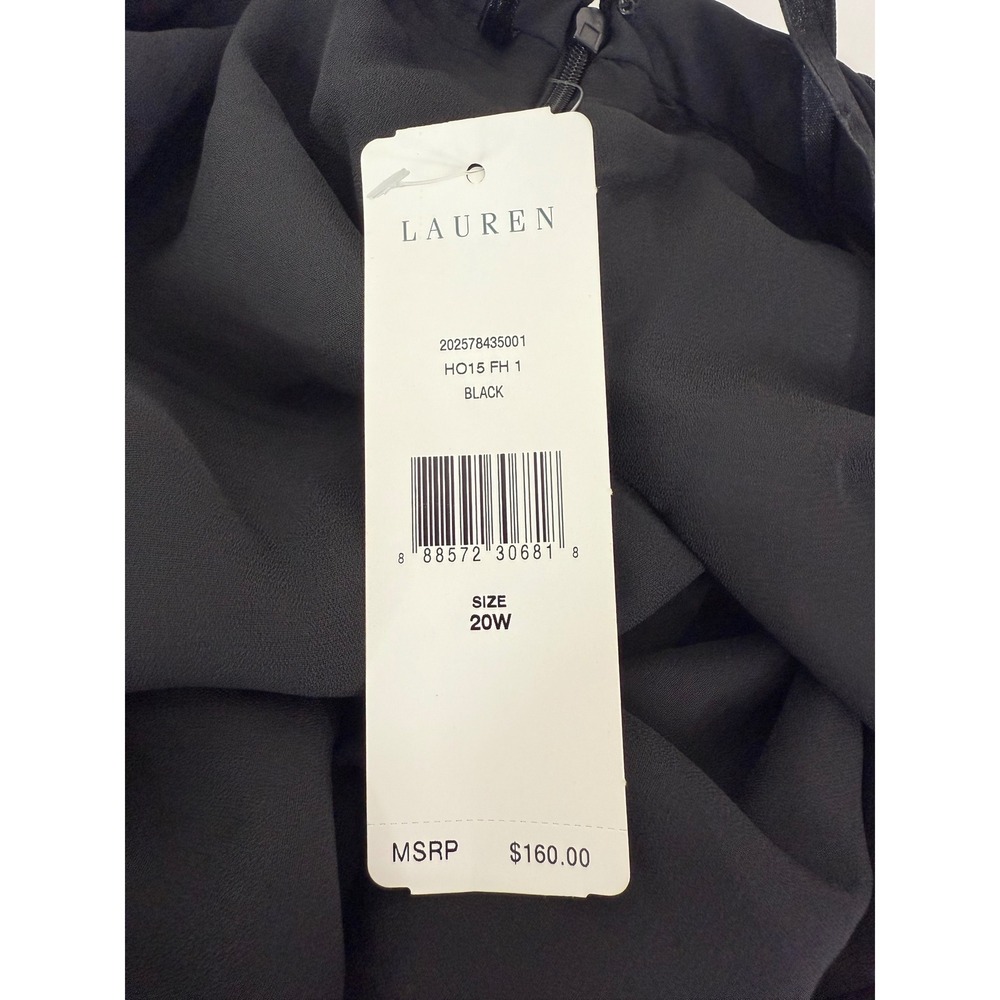 LAUREN
202578435001
HO15 FH 1
BLACK
8 88572 30681 8
SIZE
20W
MSRP $160.00